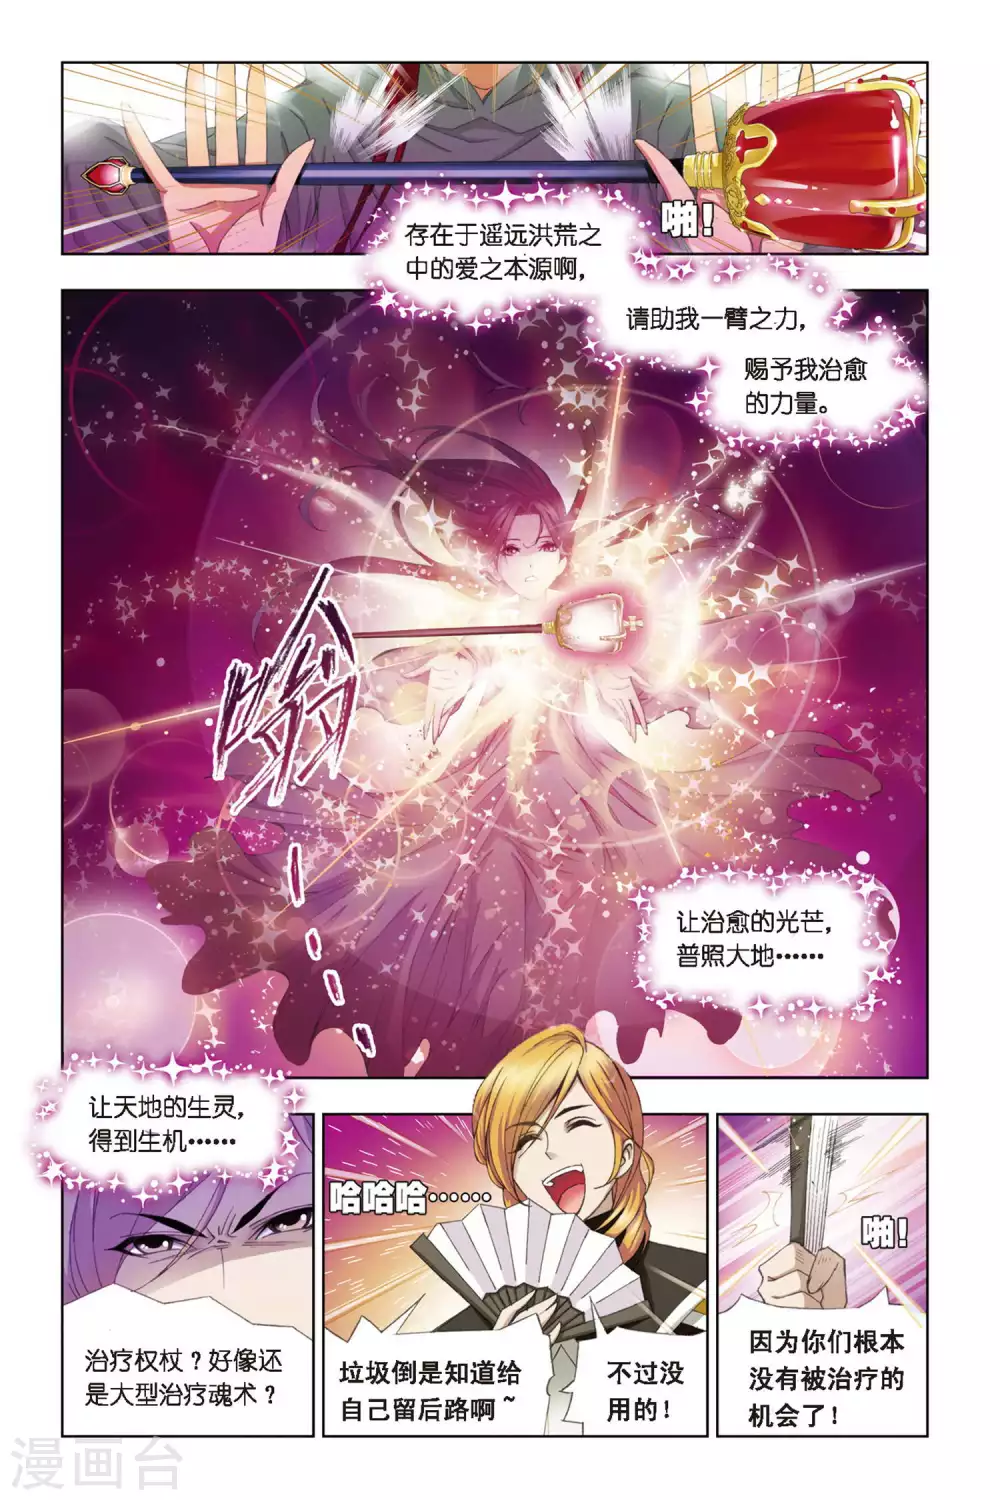 啪！
存在于遥远洪荒之
中的爱之本源啊，
请助我一臂之力，
赐予我治愈
的力量。
嗡
让治愈的光芒，
普照大地……
让天地的生灵，
得到生机……
治疗权杖？好像还
是大型治疗魂术？
哈哈哈……
垃圾倒是知道给
自己留后路啊~
不过没
用的！
啪！
因为你们根本
没有被治疗的
机会了！
漫画台